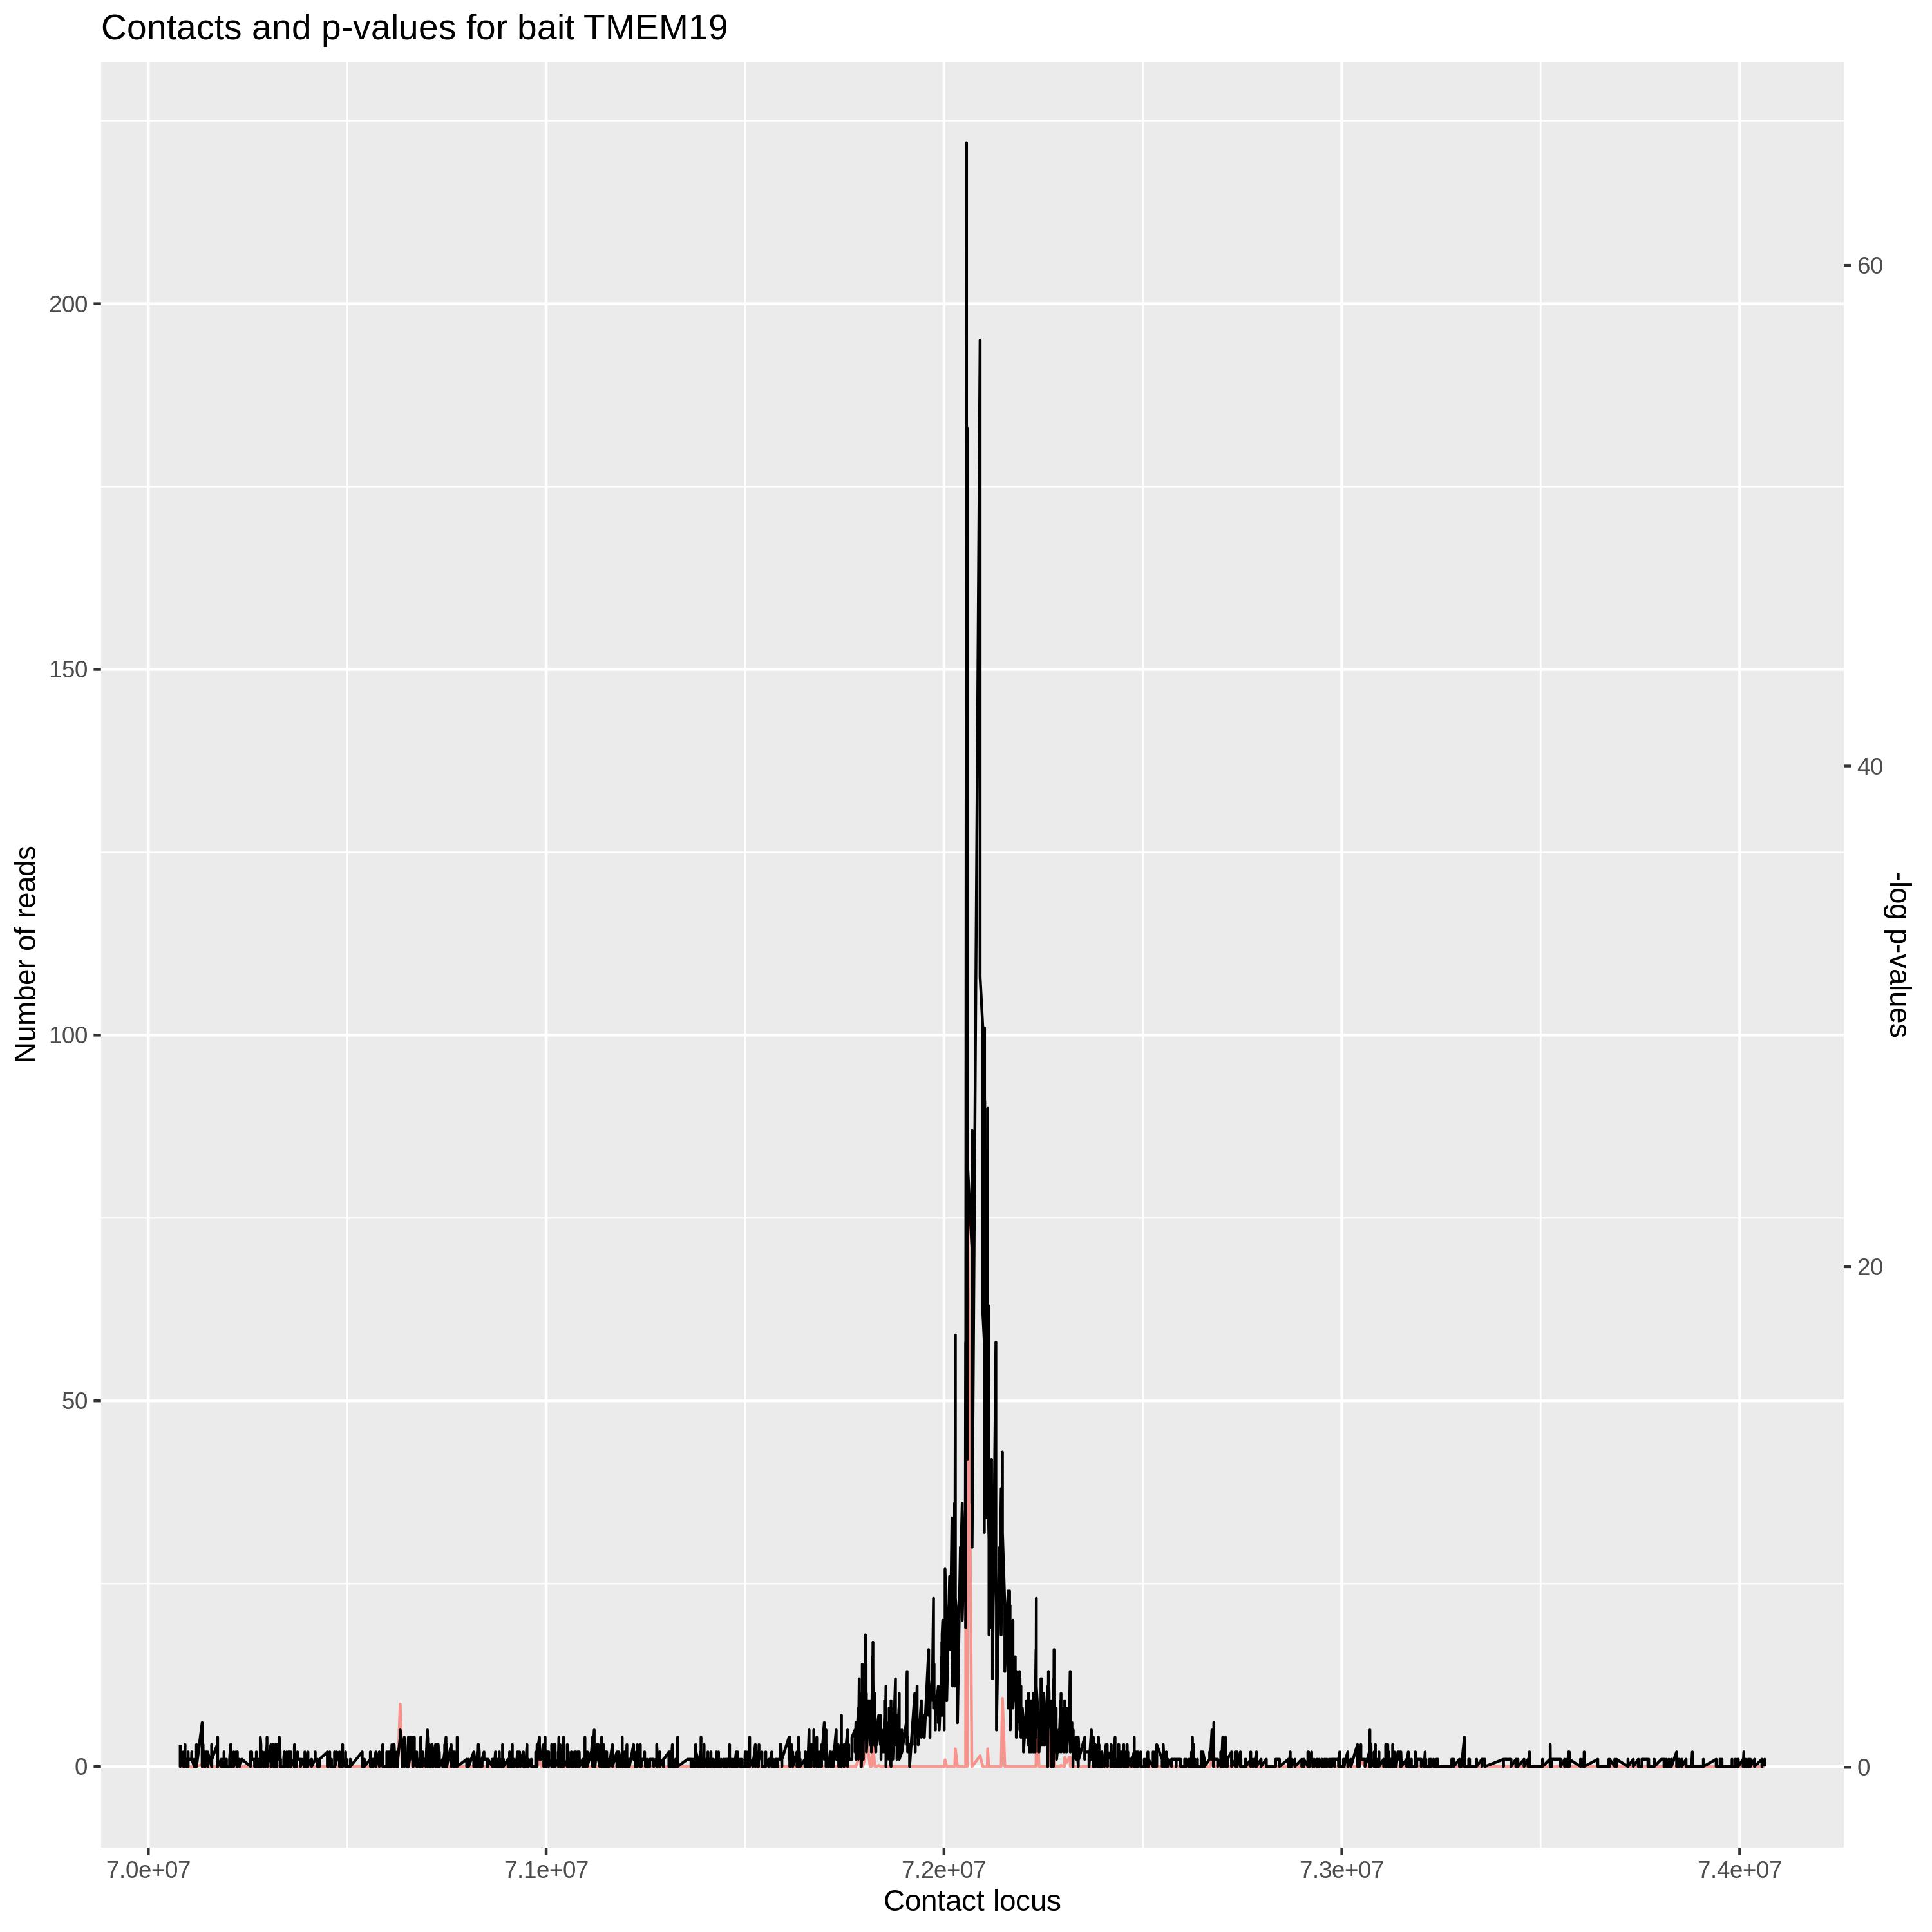 Contacts and p-values for bait TMEM19
Number of reads
200
150
100
50
0
60
40
20
0
-log p-values
7.0e+07 7.1e+07 7.2e+07 7.3e+07 7.4e+07
Contact locus